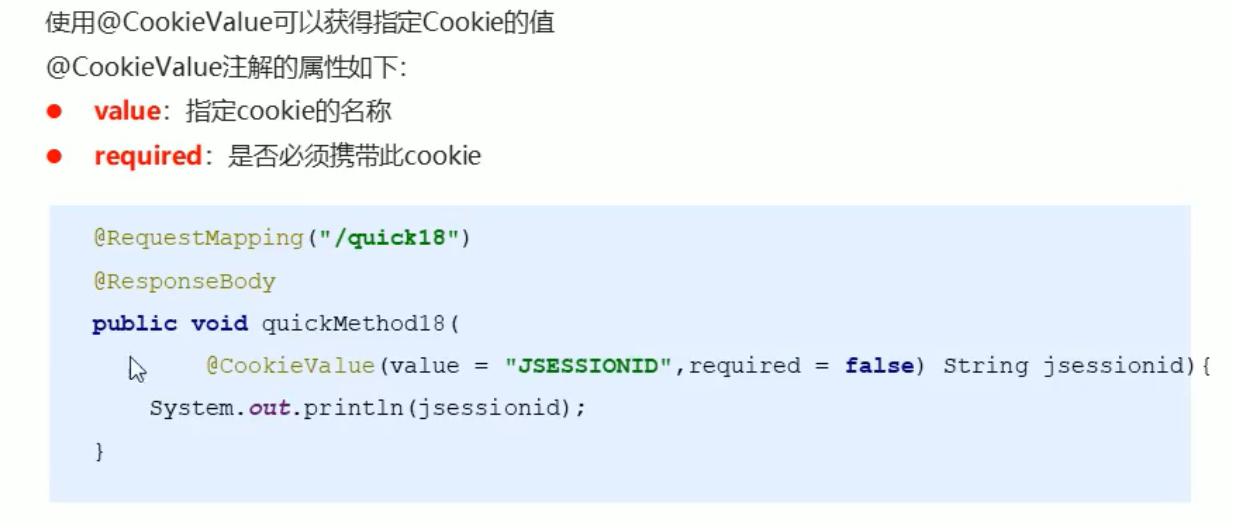 使用@CookieValue可以获得指定Cookie的值
@CookieValue注解的属性如下：
● value：指定cookie的名称
● required：是否必须携带此cookie
@RequestMapping("/quick18")
@ResponseBody
public void quickMethod18(
@CookieValue(value = "JSESSIONID",required = false) String jsessionid){
System.out.println(jsessionid);
}